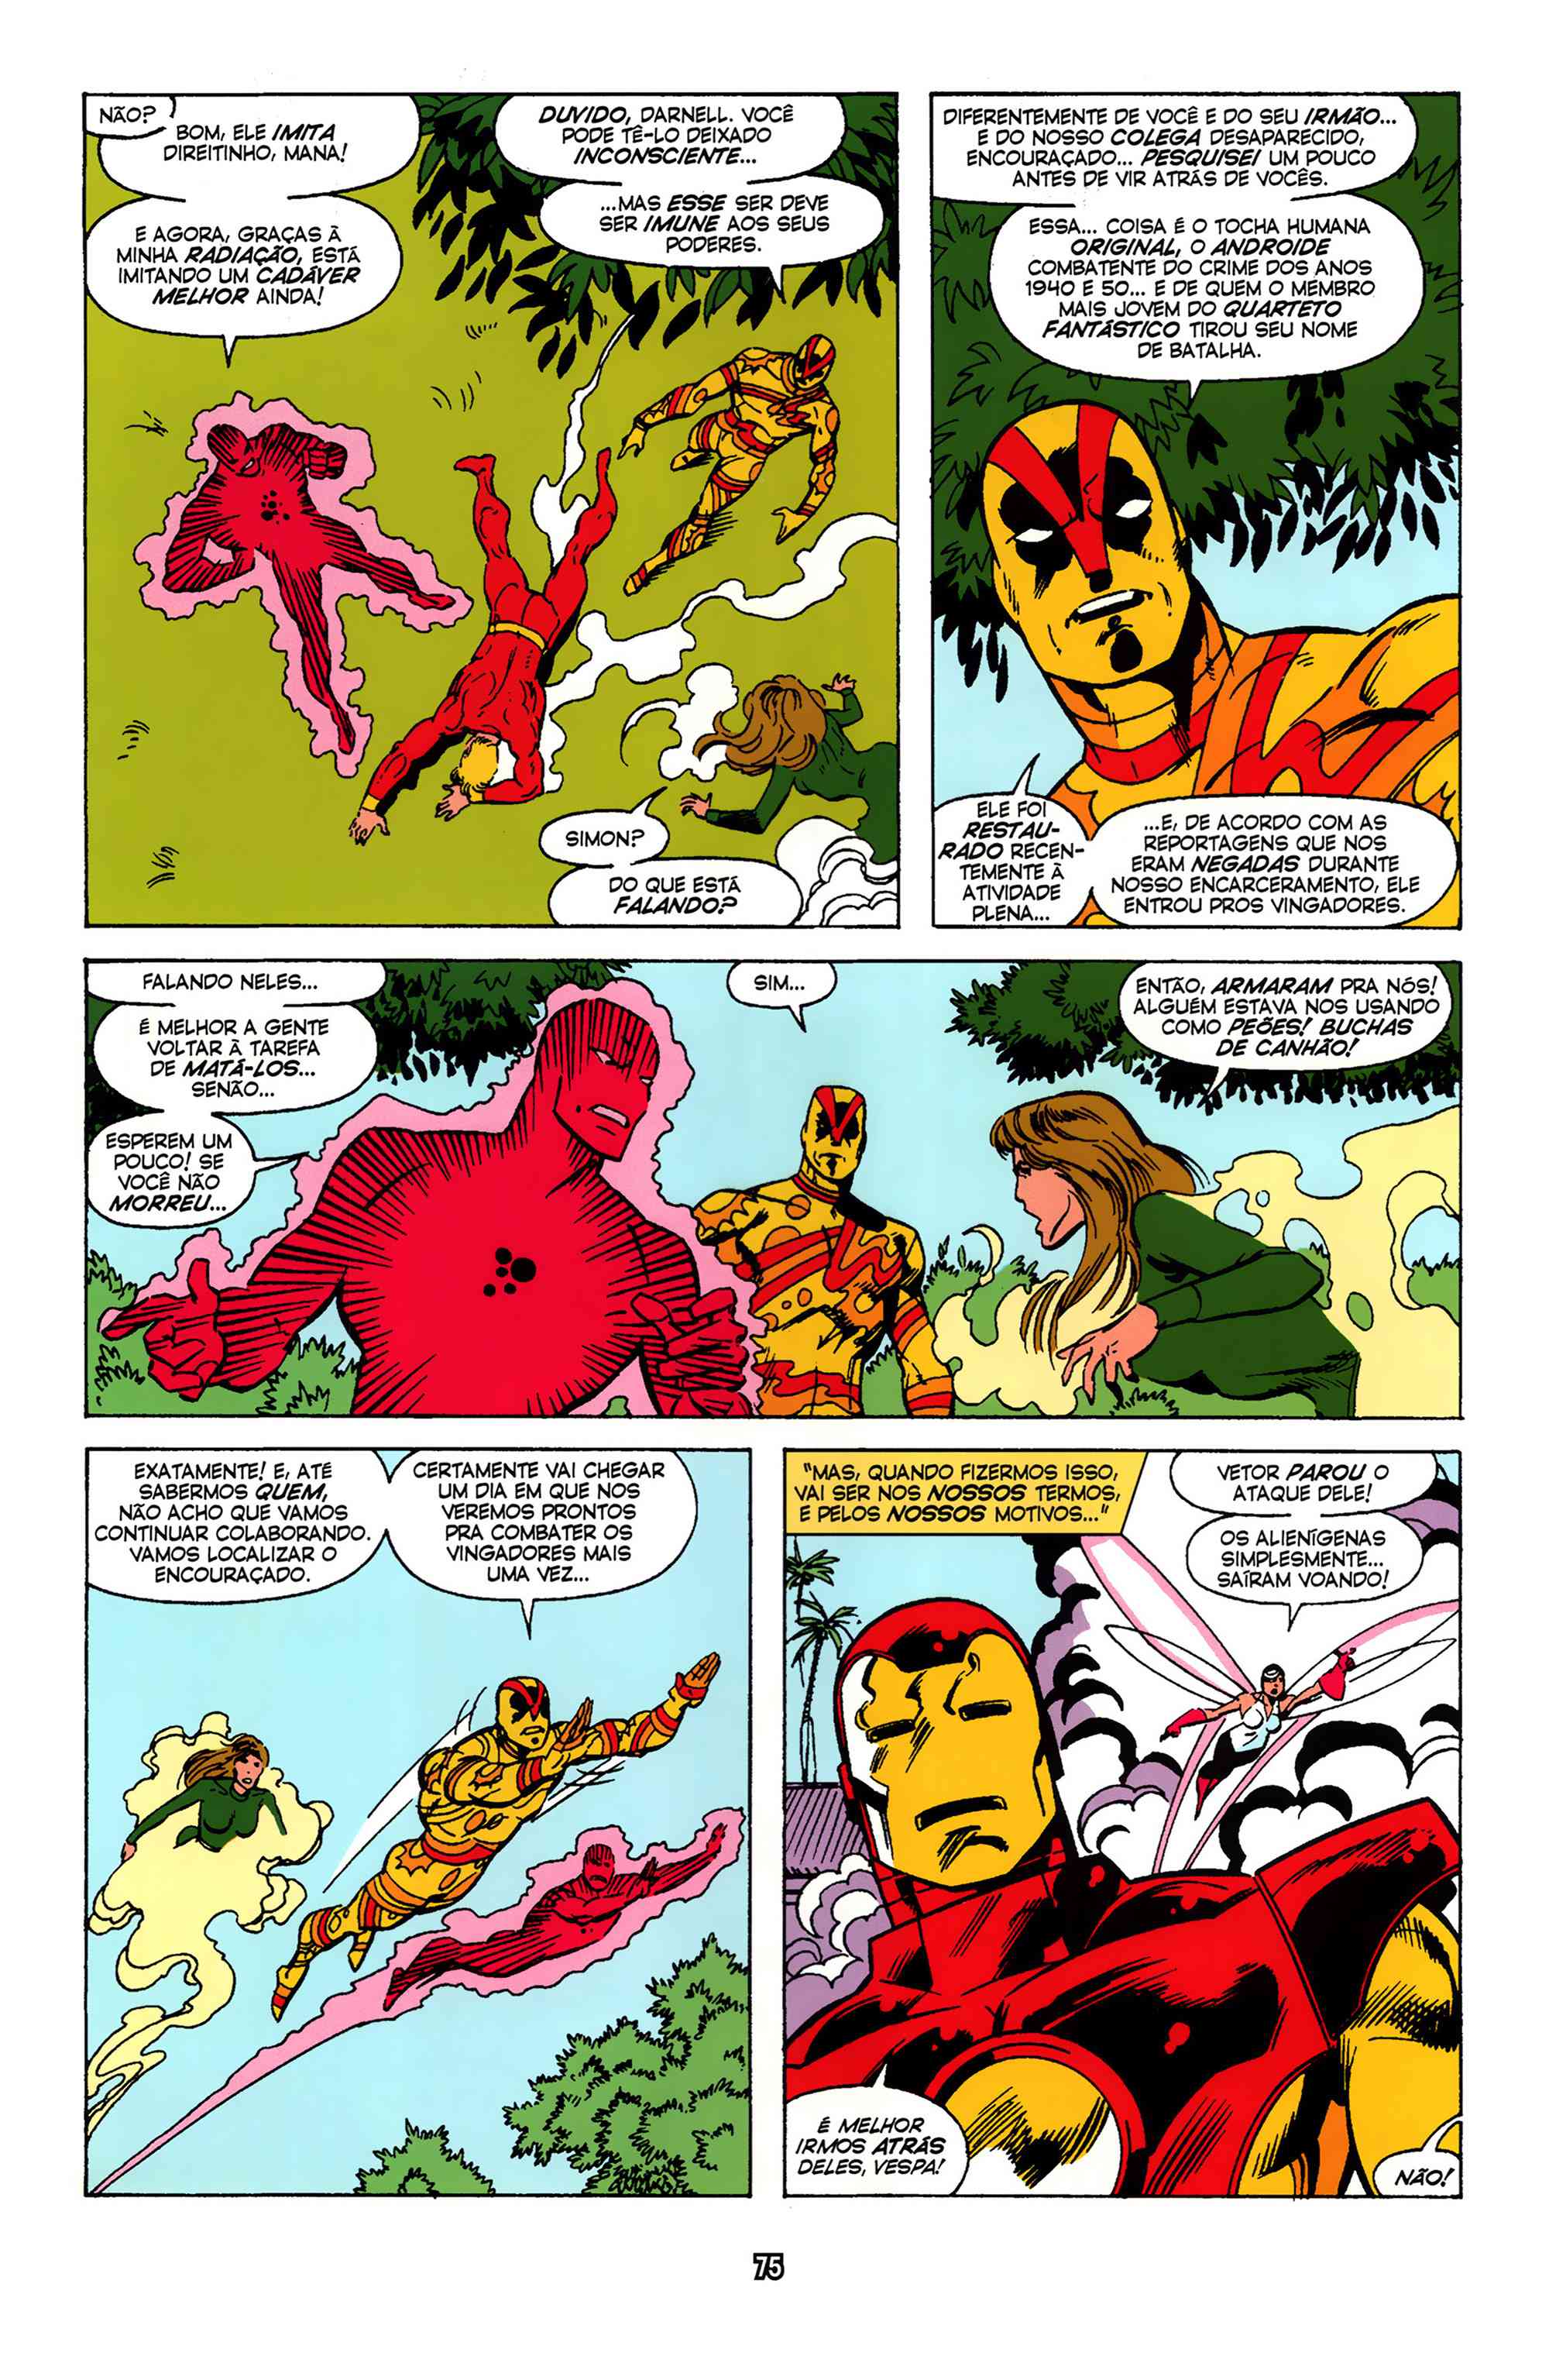 NÃO?
BOM, ELE IMITA
DIREITINHO, MANA!
E AGORA, GRAÇAS À
MINHA RADIAÇÃO, ESTÁ
IMITANDO UM CADÁVER
MELHOR AINDA!
DUVIDO, DARNELL. VOCÊ
PODE TÊ-LO DEIXADO
INCONSCIENTE...
...MAS ESSE SER DEVE
SER IMUNE AOS SEUS
PODERES.
SIMON?
DO QUE ESTÁ
FALANDO?
DIFERENTEMENTE DE VOCÊ E DO SEU IRMÃO...
E DO NOSSO COLEGA DESAPARECIDO,
ENCOURAÇADO... PESQUISEI UM POUCO
ANTES DE VIR ATRÁS DE VOCÊS.
ESSA... COISA É O TOCHA HUMANA
ORIGINAL, O ANDROIDE
COMBATENTE DO CRIME DOS ANOS
1940 E 50... E DE QUEM O MEMBRO
MAIS JOVEM DO QUARTETO
FANTÁSTICO TIROU SEU NOME
DE BATALHA.
ELE FOI
RESTAU-
RADO RECEN-
TEMENTE À
ATIVIDADE
PLENA...
...E, DE ACORDO COM AS
REPORTAGENS QUE NOS
ERAM NEGADAS DURANTE
NOSSO ENCARCERAMENTO, ELE
ENTROU PROS VINGADORES.
FALANDO NELES...
É MELHOR A GENTE
VOLTAR À TAREFA
DE MATÁ-LOS...
SENÃO...
ESPEREM UM
POUCO! SE
VOCÊ NÃO
MORREU...
SIM...
ENTÃO, ARMARAM PRA NÓS!
ALGUÉM ESTAVA NOS USANDO
COMO PEÕES! BUCHAS
DE CANHÃO!
EXATAMENTE! E, ATÉ
SABERMOS QUEM,
NÃO ACHO QUE VAMOS
CONTINUAR COLABORANDO.
VAMOS LOCALIZAR O
ENCOURAÇADO.
CERTAMENTE VAI CHEGAR
UM DIA EM QUE NOS
VEREMOS PRONTOS
PRA COMBATER OS
VINGADORES MAIS
UMA VEZ...
"MAS, QUANDO FIZERMOS ISSO,
VAI SER NOS NOSSOS TERMOS,
E PELOS NOSSOS MOTIVOS..."
VETOR PAROU O
ATAQUE DELE!
OS ALIENÍGENAS
SIMPLESMENTE...
SAÍRAM VOANDO!
É MELHOR
IRMOS ATRÁS
DELES, VESPA!
NÃO!
75